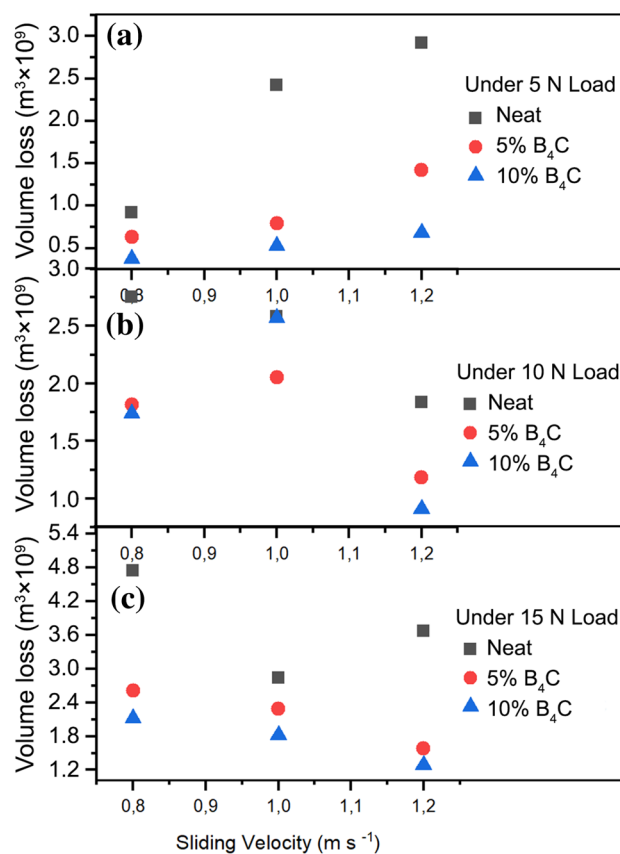 (a)
Volume loss (m³×10⁹)
3.0
2.5
2.0
1.5
1.0
0.5
Under 5 N Load
Neat
5% B₄C
10% B₄C
0,8 0,9 1,0 1,1 1,2
(b)
Volume loss (m³×10⁹)
3.0
2.5
2.0
1.5
1.0
Under 10 N Load
Neat
5% B₄C
10% B₄C
0,8 0,9 1,0 1,1 1,2
(c)
Volume loss (m³×10⁹)
5.4
4.8
4.2
3.6
3.0
2.4
1.8
1.2
Under 15 N Load
Neat
5% B₄C
10% B₄C
0,8 0,9 1,0 1,1 1,2
Sliding Velocity (m s ⁻¹)